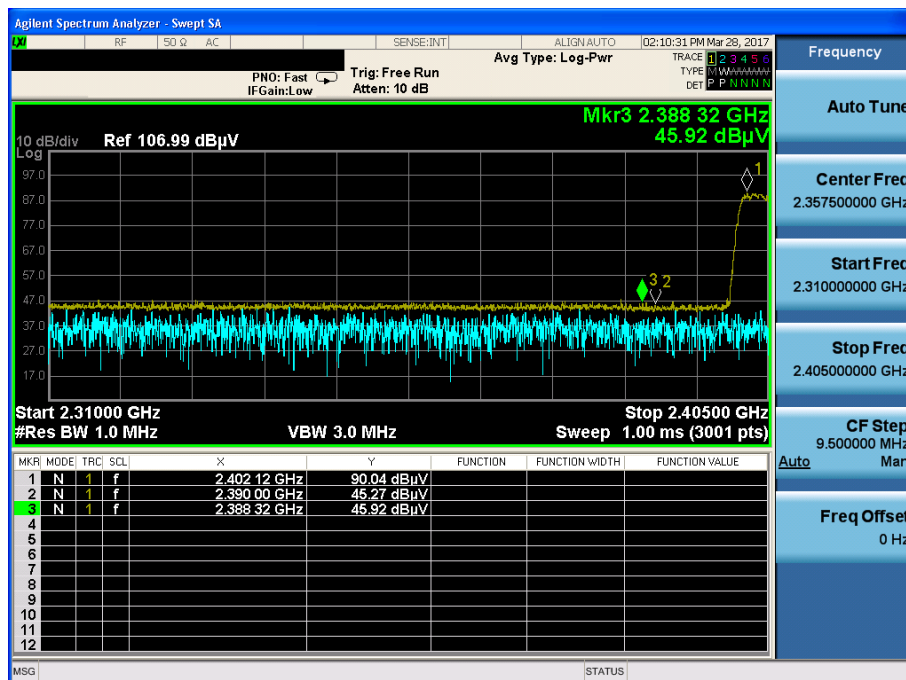 Agilent Spectrum Analyzer - Swept SA
LXI RF 50 Ω AC SENSE:INT ALIGN AUTO 02:10:31 PM Mar 28, 2017
Frequency
Avg Type: Log-Pwr
TRACE 1 2 3 4 5 6
PNO: Fast Trig: Free Run
TYPE M W W W W W
IFGain:Low Atten: 10 dB
DET P P N N N N
Auto Tune
Mkr3 2.388 32 GHz
45.92 dBµV
10 dB/div Ref 106.99 dBµV
Log
97.0
87.0
77.0
67.0
57.0
47.0
37.0
27.0
17.0
1
3 2
Center Freq
2.357500000 GHz
Start Freq
2.310000000 GHz
Stop Freq
2.405000000 GHz
Start 2.31000 GHz Stop 2.40500 GHz
#Res BW 1.0 MHz VBW 3.0 MHz Sweep 1.00 ms (3001 pts)
CF Step
9.500000 MHz
Auto Man
MKR MODE TRC SCL X Y FUNCTION FUNCTION WIDTH FUNCTION VALUE
1 N 1 f 2.402 12 GHz 90.04 dBµV
2 N 1 f 2.390 00 GHz 45.27 dBµV
3 N 1 f 2.388 32 GHz 45.92 dBµV
4
5
6
7
8
9
10
11
12
Freq Offset
0 Hz
MSG STATUS